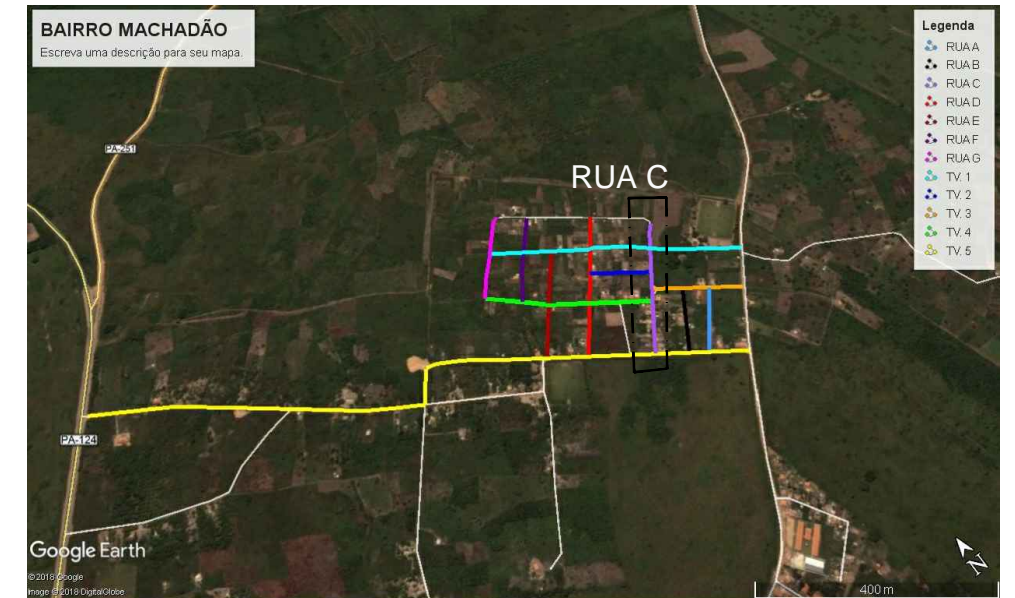 BAIRRO MACHADÃO
Escreva uma descrição para seu mapa.
Legenda
RUA A
RUA B
RUA C
RUA D
RUA E
RUA F
RUA G
TV. 1
TV. 2
TV. 3
TV. 4
TV. 5
PA-251
RUA C
PA-124
Google Earth
© 2018 Google
Image © 2018 DigitalGlobe
400 m
N